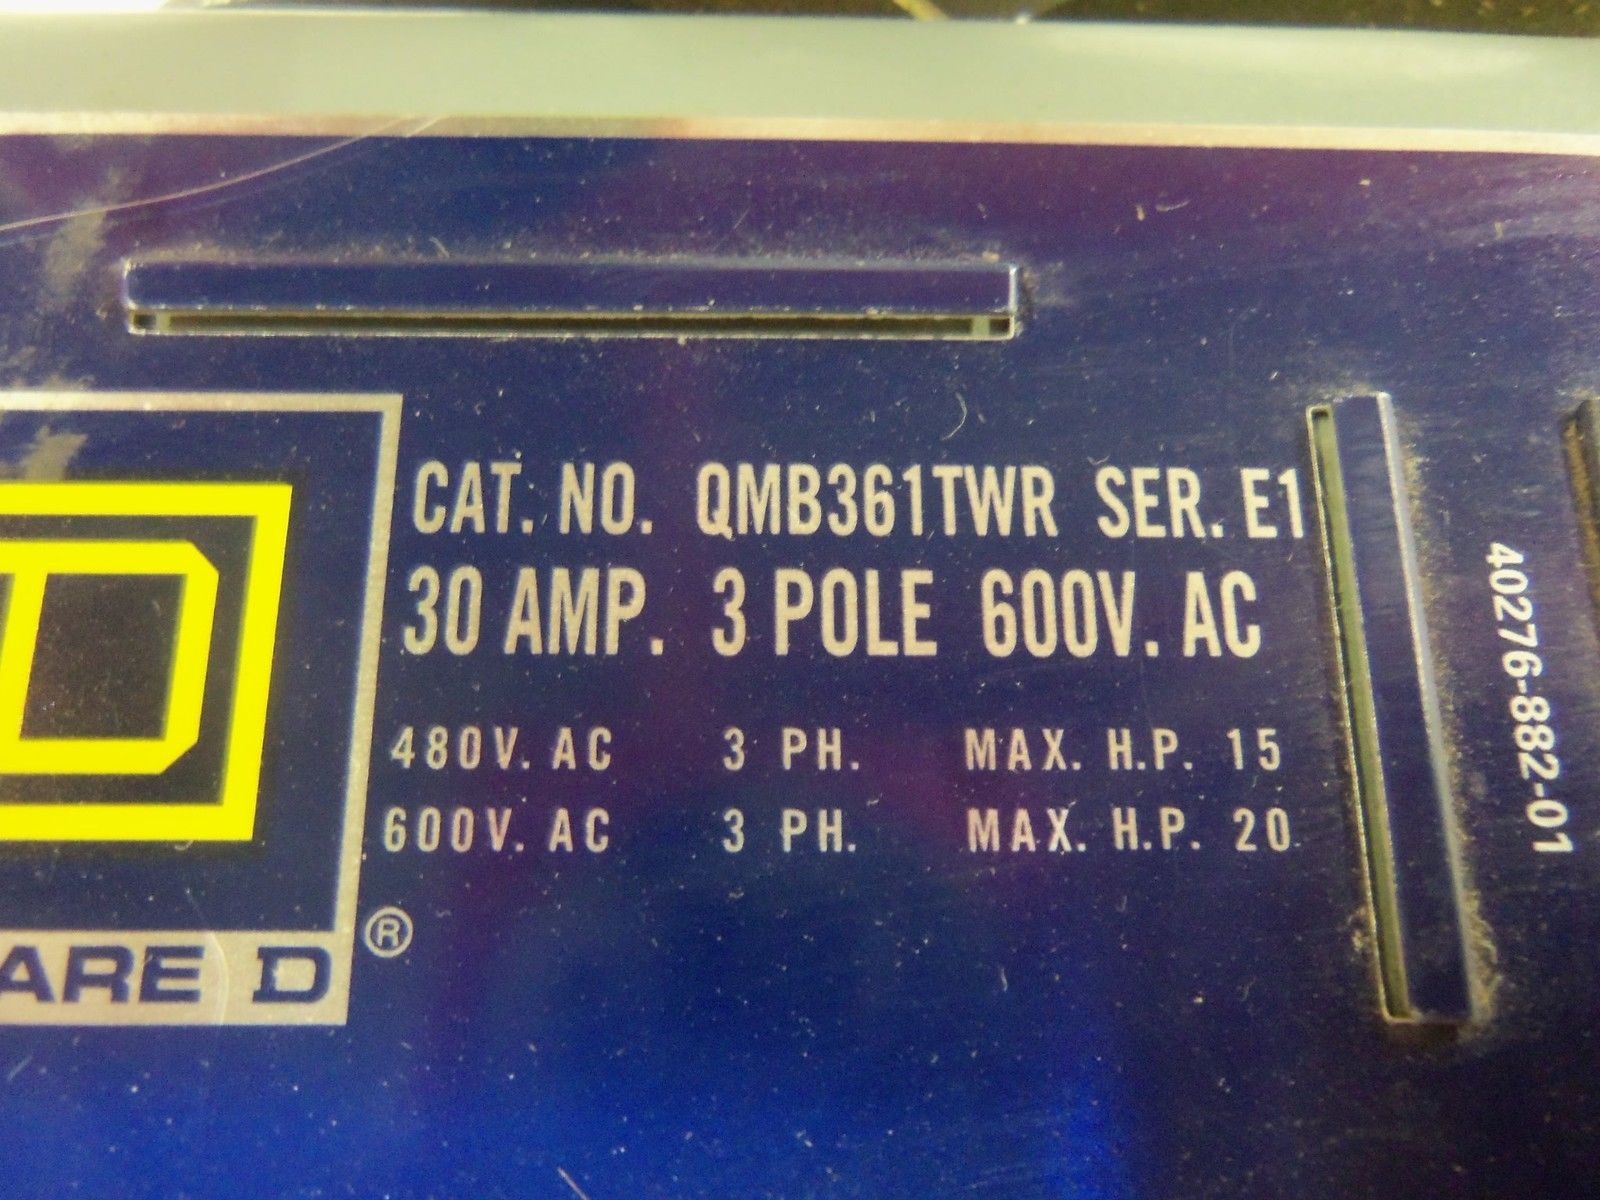 CAT. NO. QMB361TWR SER. E1
30 AMP. 3 POLE 600V. AC
480V. AC 3 PH. MAX. H.P. 15
600V. AC 3 PH. MAX. H.P. 20
ARE D ®
40276-882-01